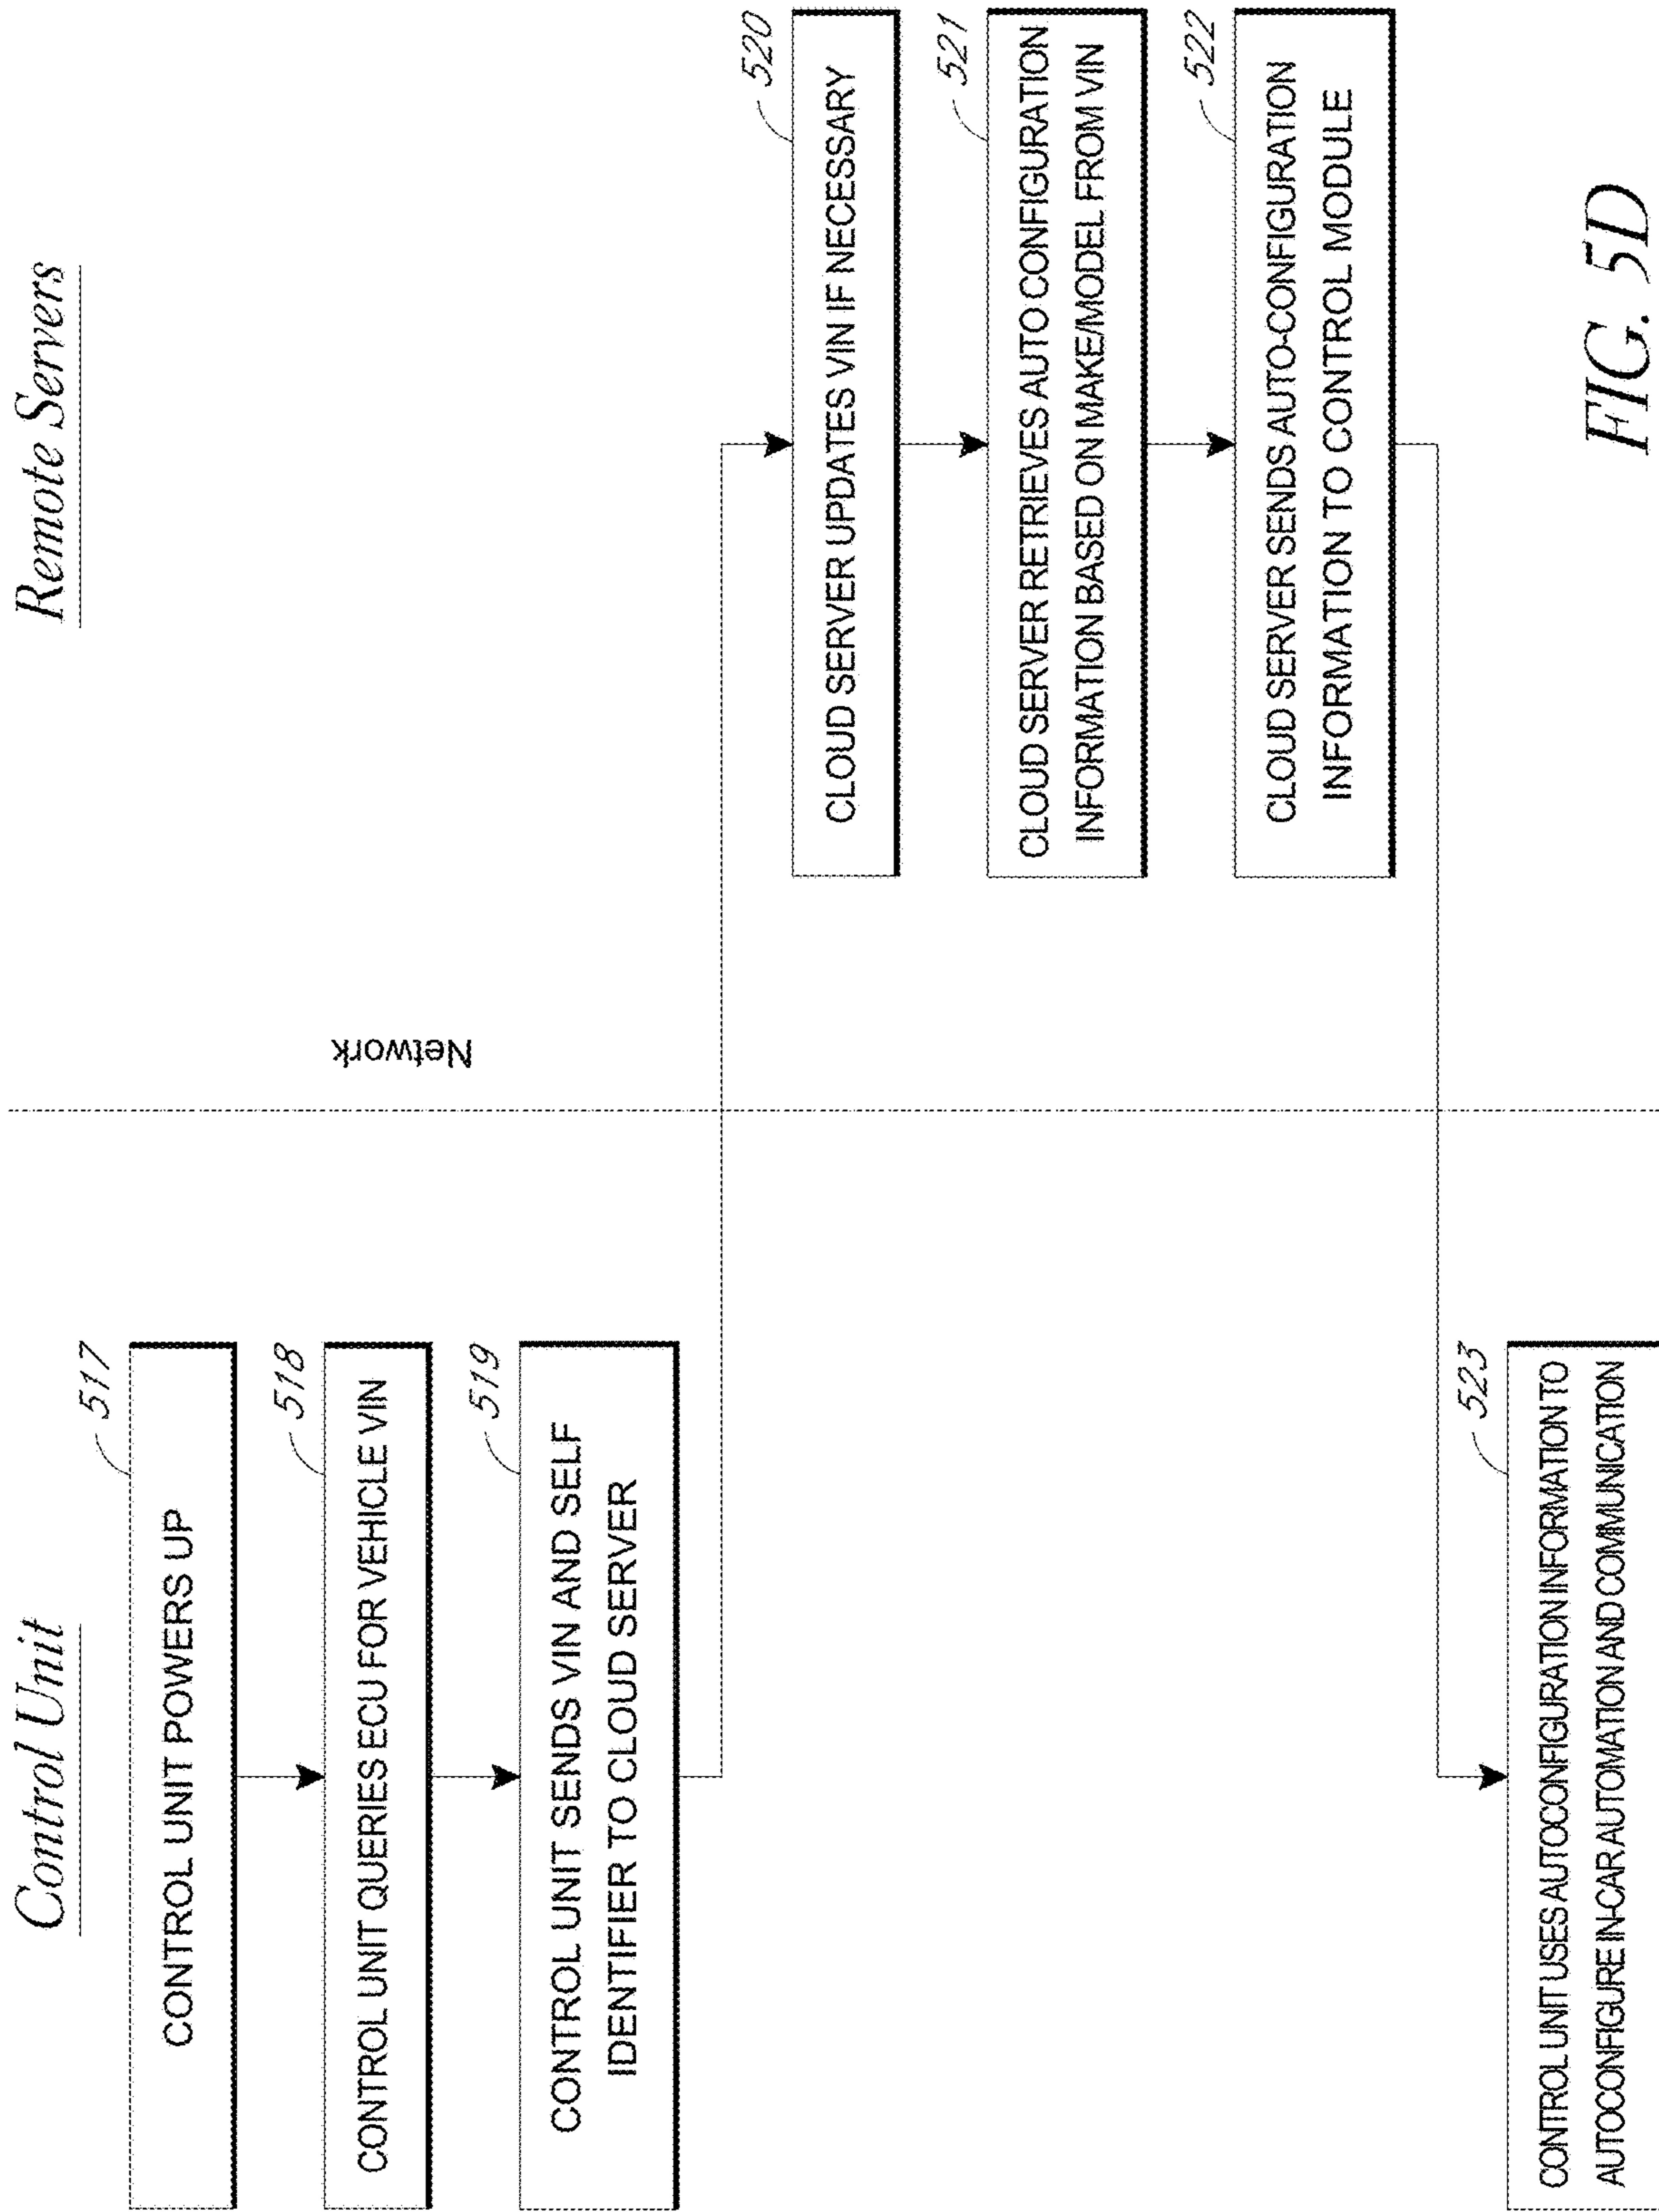 Control Unit
Remote Servers
Network
517
CONTROL UNIT POWERS UP
518
CONTROL UNIT QUERIES ECU FOR VEHICLE VIN
519
CONTROL UNIT SENDS VIN AND SELF
IDENTIFIER TO CLOUD SERVER
520
CLOUD SERVER UPDATES VIN IF NECESSARY
521
CLOUD SERVER RETRIEVES AUTO CONFIGURATION
INFORMATION BASED ON MAKE/MODEL FROM VIN
522
CLOUD SERVER SENDS AUTO-CONFIGURATION
INFORMATION TO CONTROL MODULE
523
CONTROL UNIT USES AUTOCONFIGURATION INFORMATION TO
AUTOCONFIGURE IN-CAR AUTOMATION AND COMMUNICATION
FIG. 5D